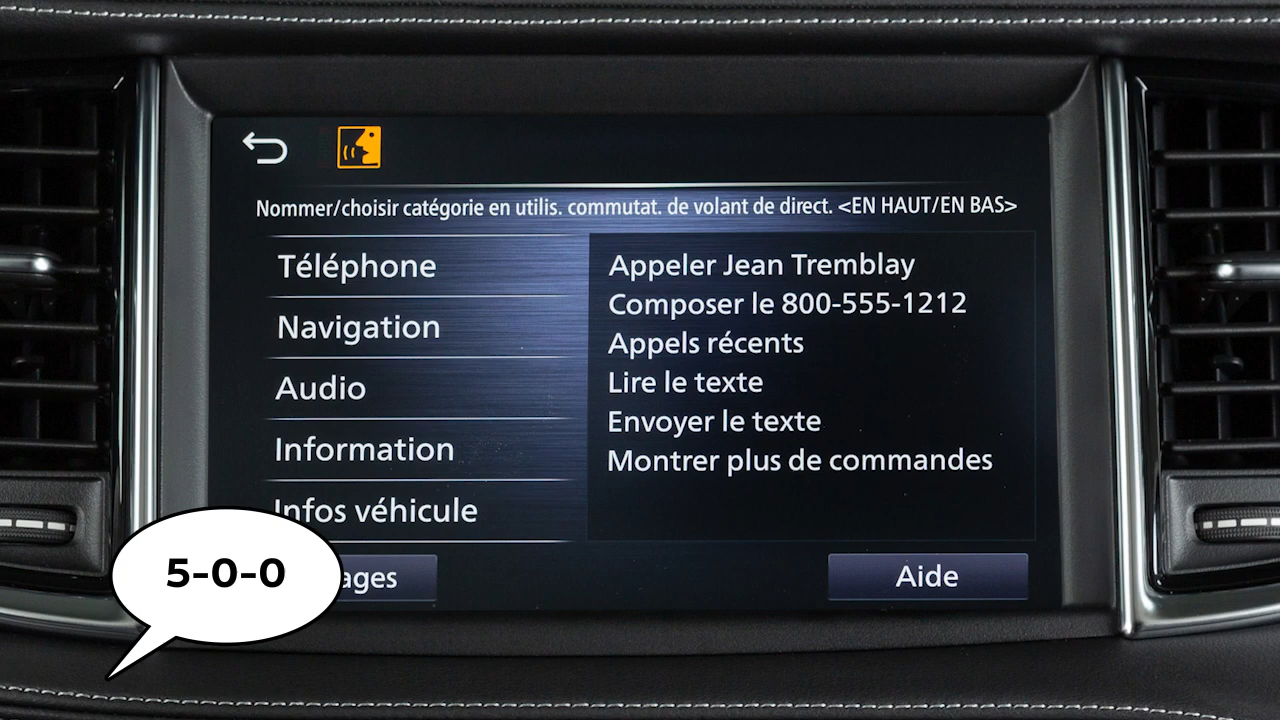 Nommer/choisir catégorie en utilis. commutat. de volant de direct. <EN HAUT/EN BAS>
Téléphone
Navigation
Audio
Information
Infos véhicule
Appeler Jean Tremblay
Composer le 800-555-1212
Appels récents
Lire le texte
Envoyer le texte
Montrer plus de commandes
Aide
5-0-0